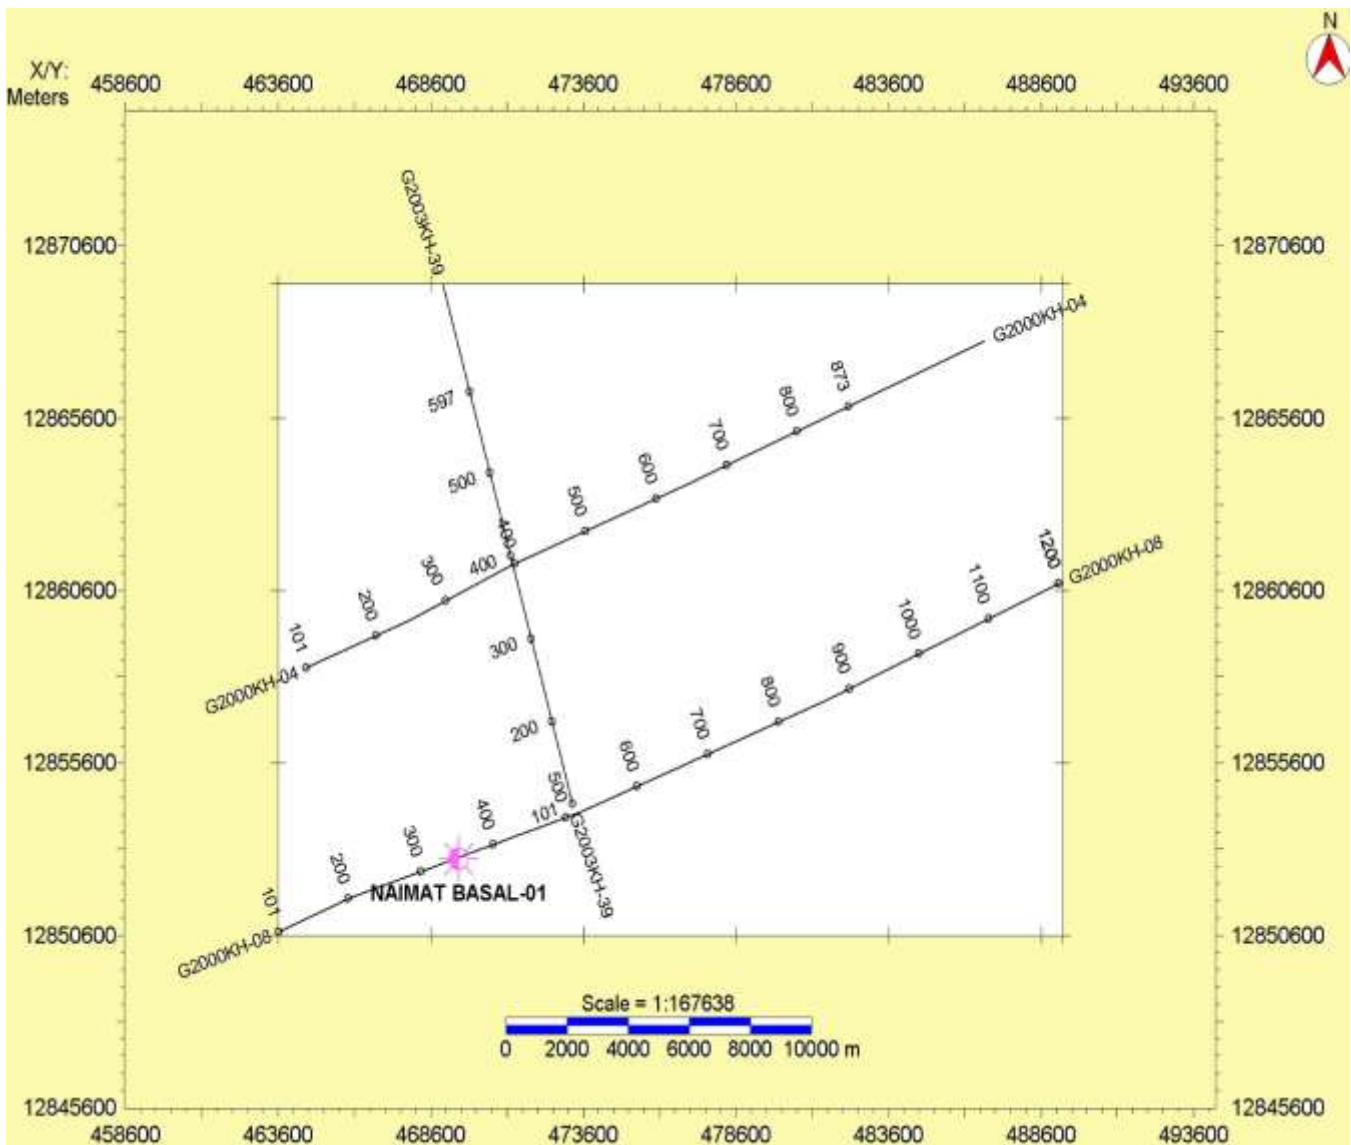 N
X/Y:
Meters
458600 463600 468600 473600 478600 483600 488600 493600
G2003KH-39
12870600 12870600
G2000KH-04
873
800
597
12865600 12865600
700
600
500
500
400
400
300
200
101
G2000KH-04
1200
G2000KH-08
1100
12860600 12860600
1000
300
900
800
200
700
12855600 12855600
600
500
101
400
300
G2003KH-39
NAIMAT BASAL-01
200
101
G2000KH-08
12850600 12850600
Scale = 1:167638
0 2000 4000 6000 8000 10000 m
12845600 12845600
458600 463600 468600 473600 478600 483600 488600 493600